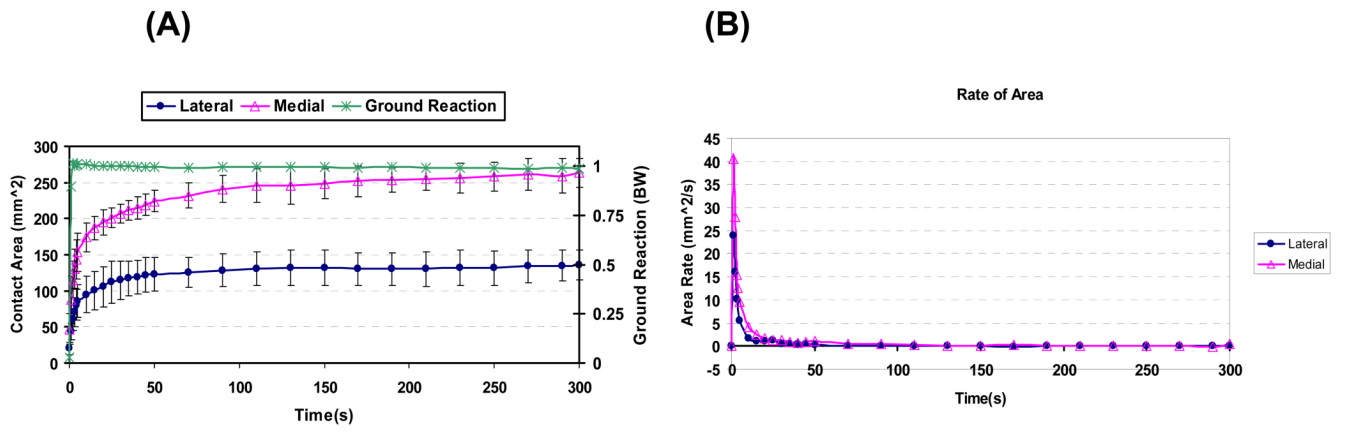 (A)
(B)
Lateral Medial Ground Reaction
300
250
200
150
100
50
0
Contact Area (mm^2)
1
0.75
0.5
0.25
0
Ground Reaction (BW)
0 50 100 150 200 250 300
Time(s)
Rate of Area
45
40
35
30
25
20
15
10
5
0
-5
Area Rate (mm^2/s)
0 50 100 150 200 250 300
Time(s)
Lateral
Medial